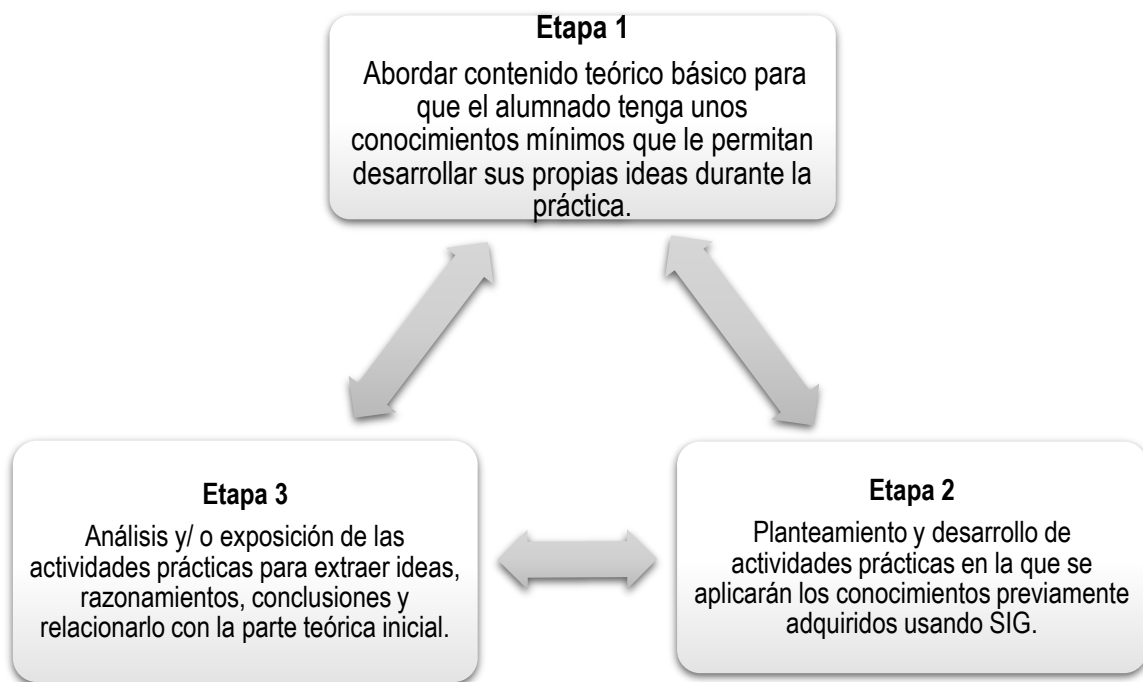 Etapa 1
Abordar contenido teórico básico para
que el alumnado tenga unos
conocimientos mínimos que le permitan
desarrollar sus propias ideas durante la
práctica.
Etapa 3
Análisis y/ o exposición de las
actividades prácticas para extraer ideas,
razonamientos, conclusiones y
relacionarlo con la parte teórica inicial.
Etapa 2
Planteamiento y desarrollo de
actividades prácticas en la que se
aplicarán los conocimientos previamente
adquiridos usando SIG.